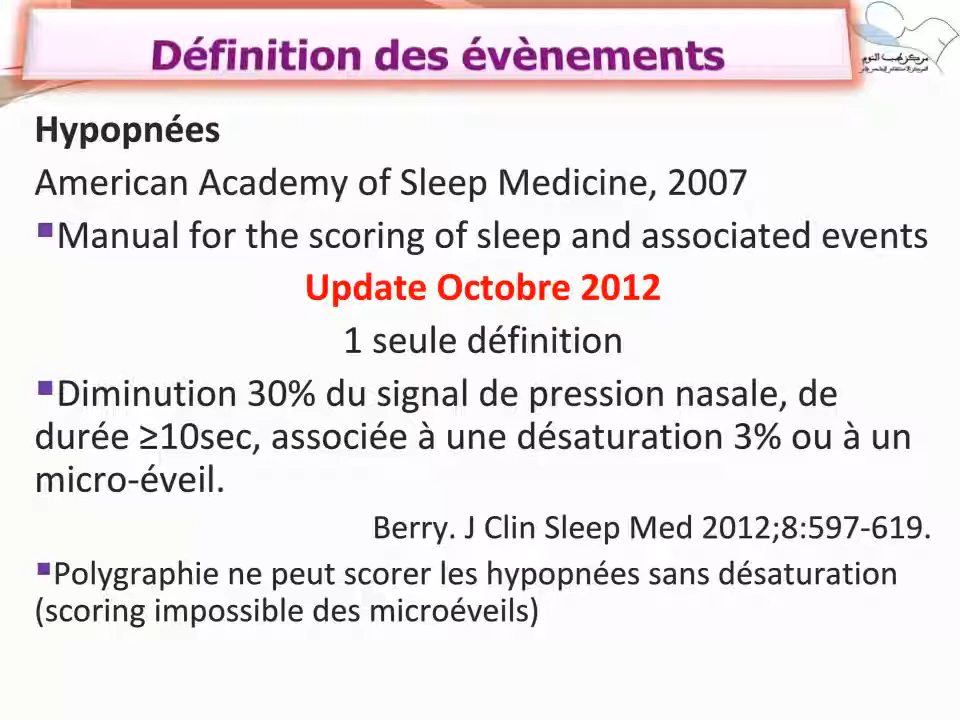 Définition des évènements
مركز طب النوم
Hypopnées
American Academy of Sleep Medicine, 2007
▪Manual for the scoring of sleep and associated events
Update Octobre 2012
1 seule définition
▪Diminution 30% du signal de pression nasale, de
durée ≥10sec, associée à une désaturation 3% ou à un
micro-éveil.
Berry. J Clin Sleep Med 2012;8:597-619.
▪Polygraphie ne peut scorer les hypopnées sans désaturation
(scoring impossible des microéveils)